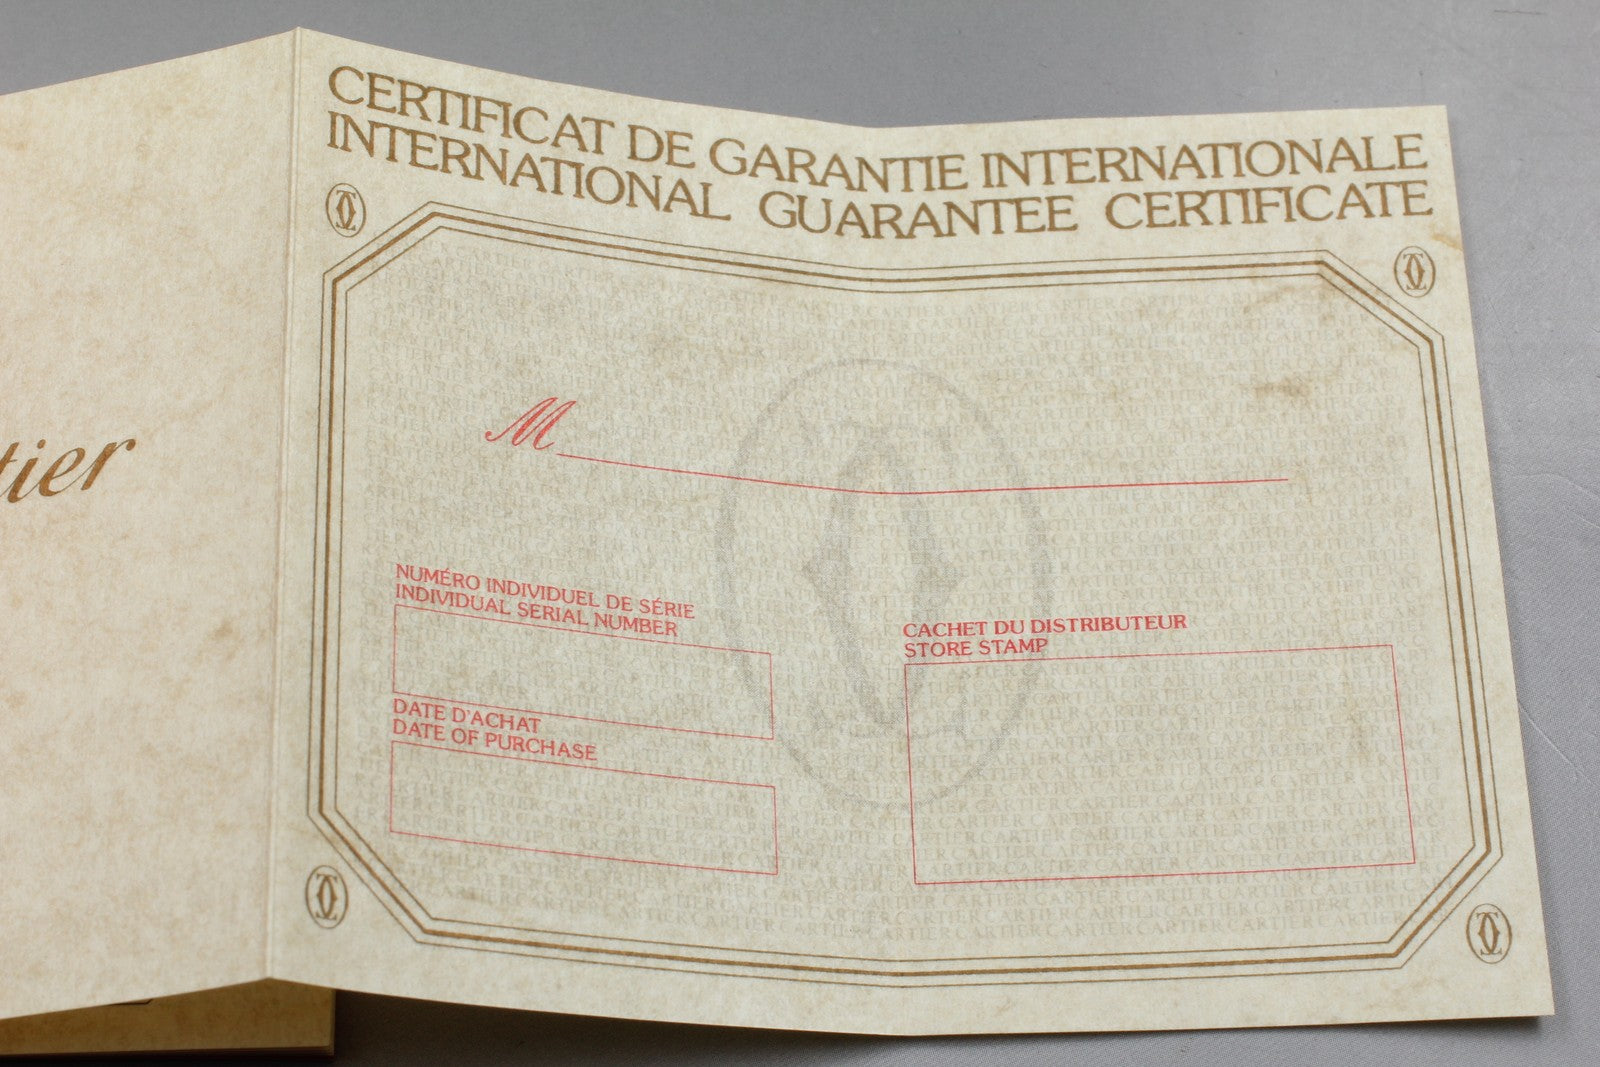 CERTIFICAT DE GARANTIE INTERNATIONALE
INTERNATIONAL GUARANTEE CERTIFICATE
tier
M
NUMÉRO INDIVIDUEL DE SÉRIE
INDIVIDUAL SERIAL NUMBER
DATE D'ACHAT
DATE OF PURCHASE
CACHET DU DISTRIBUTEUR
STORE STAMP